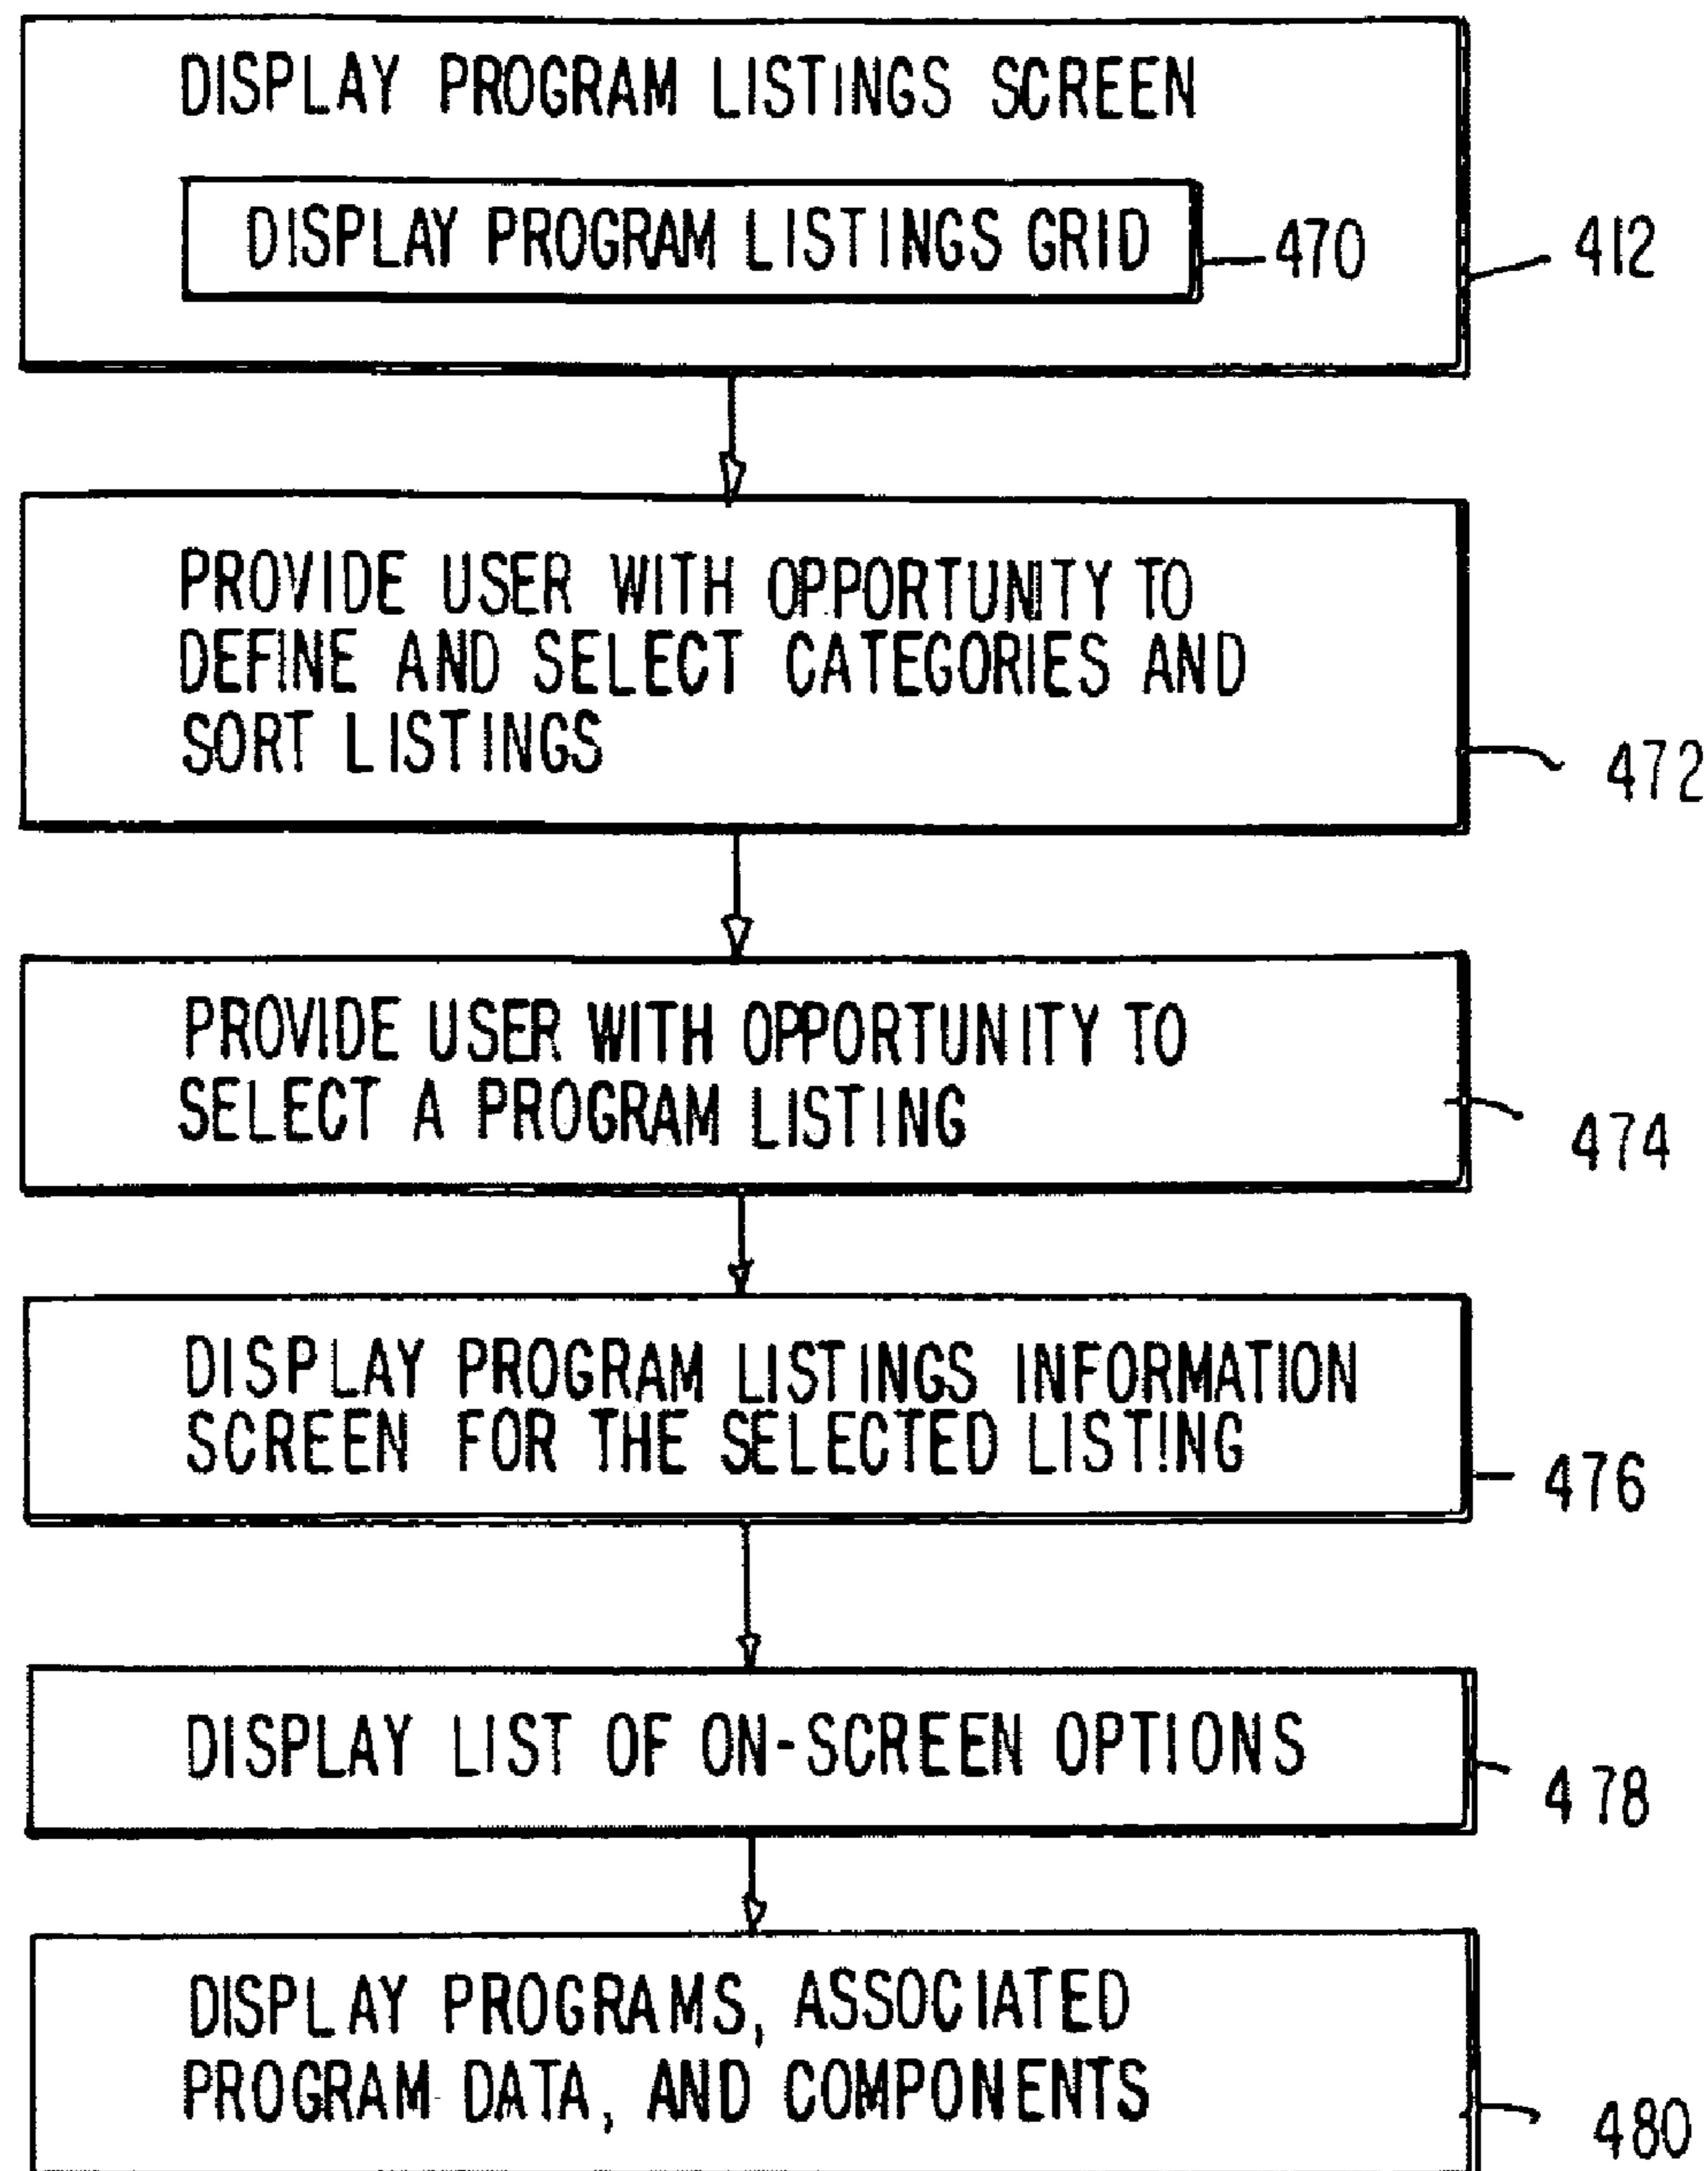 DISPLAY PROGRAM LISTINGS SCREEN
DISPLAY PROGRAM LISTINGS GRID
470
412
PROVIDE USER WITH OPPORTUNITY TO
DEFINE AND SELECT CATEGORIES AND
SORT LISTINGS
472
PROVIDE USER WITH OPPORTUNITY TO
SELECT A PROGRAM LISTING
474
DISPLAY PROGRAM LISTINGS INFORMATION
SCREEN FOR THE SELECTED LISTING
476
DISPLAY LIST OF ON-SCREEN OPTIONS
478
DISPLAY PROGRAMS, ASSOCIATED
PROGRAM DATA, AND COMPONENTS
480